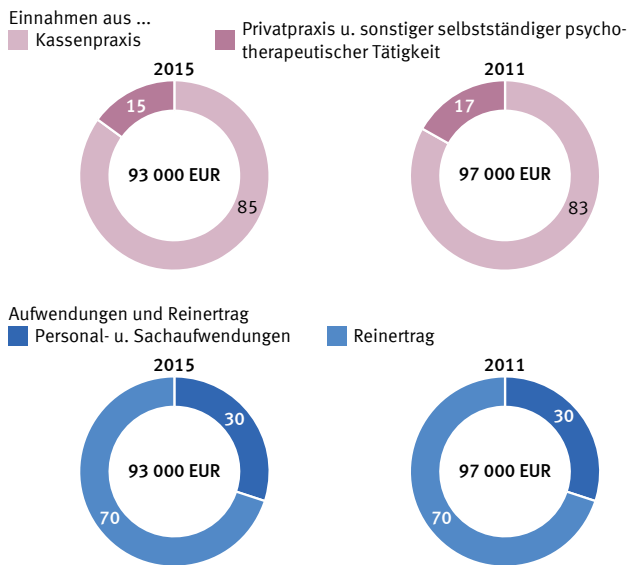 Einnahmen aus ...
Kassenpraxis
Privatpraxis u. sonstiger selbstständiger psycho-
therapeutischer Tätigkeit
2015
2011
15
17
93 000 EUR
97 000 EUR
85
83
Aufwendungen und Reinertrag
Personal- u. Sachaufwendungen
Reinertrag
2015
2011
30
30
93 000 EUR
97 000 EUR
70
70